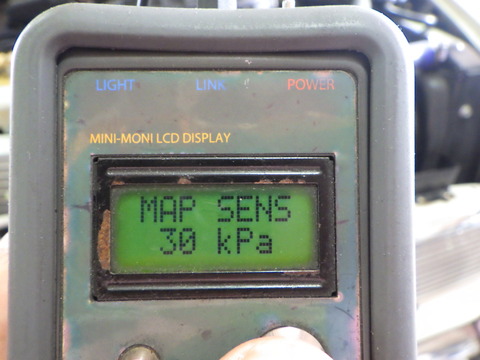 LIGHT LINK POWER
MINI-MONI LCD DISPLAY
MAP SENS
30 kPa